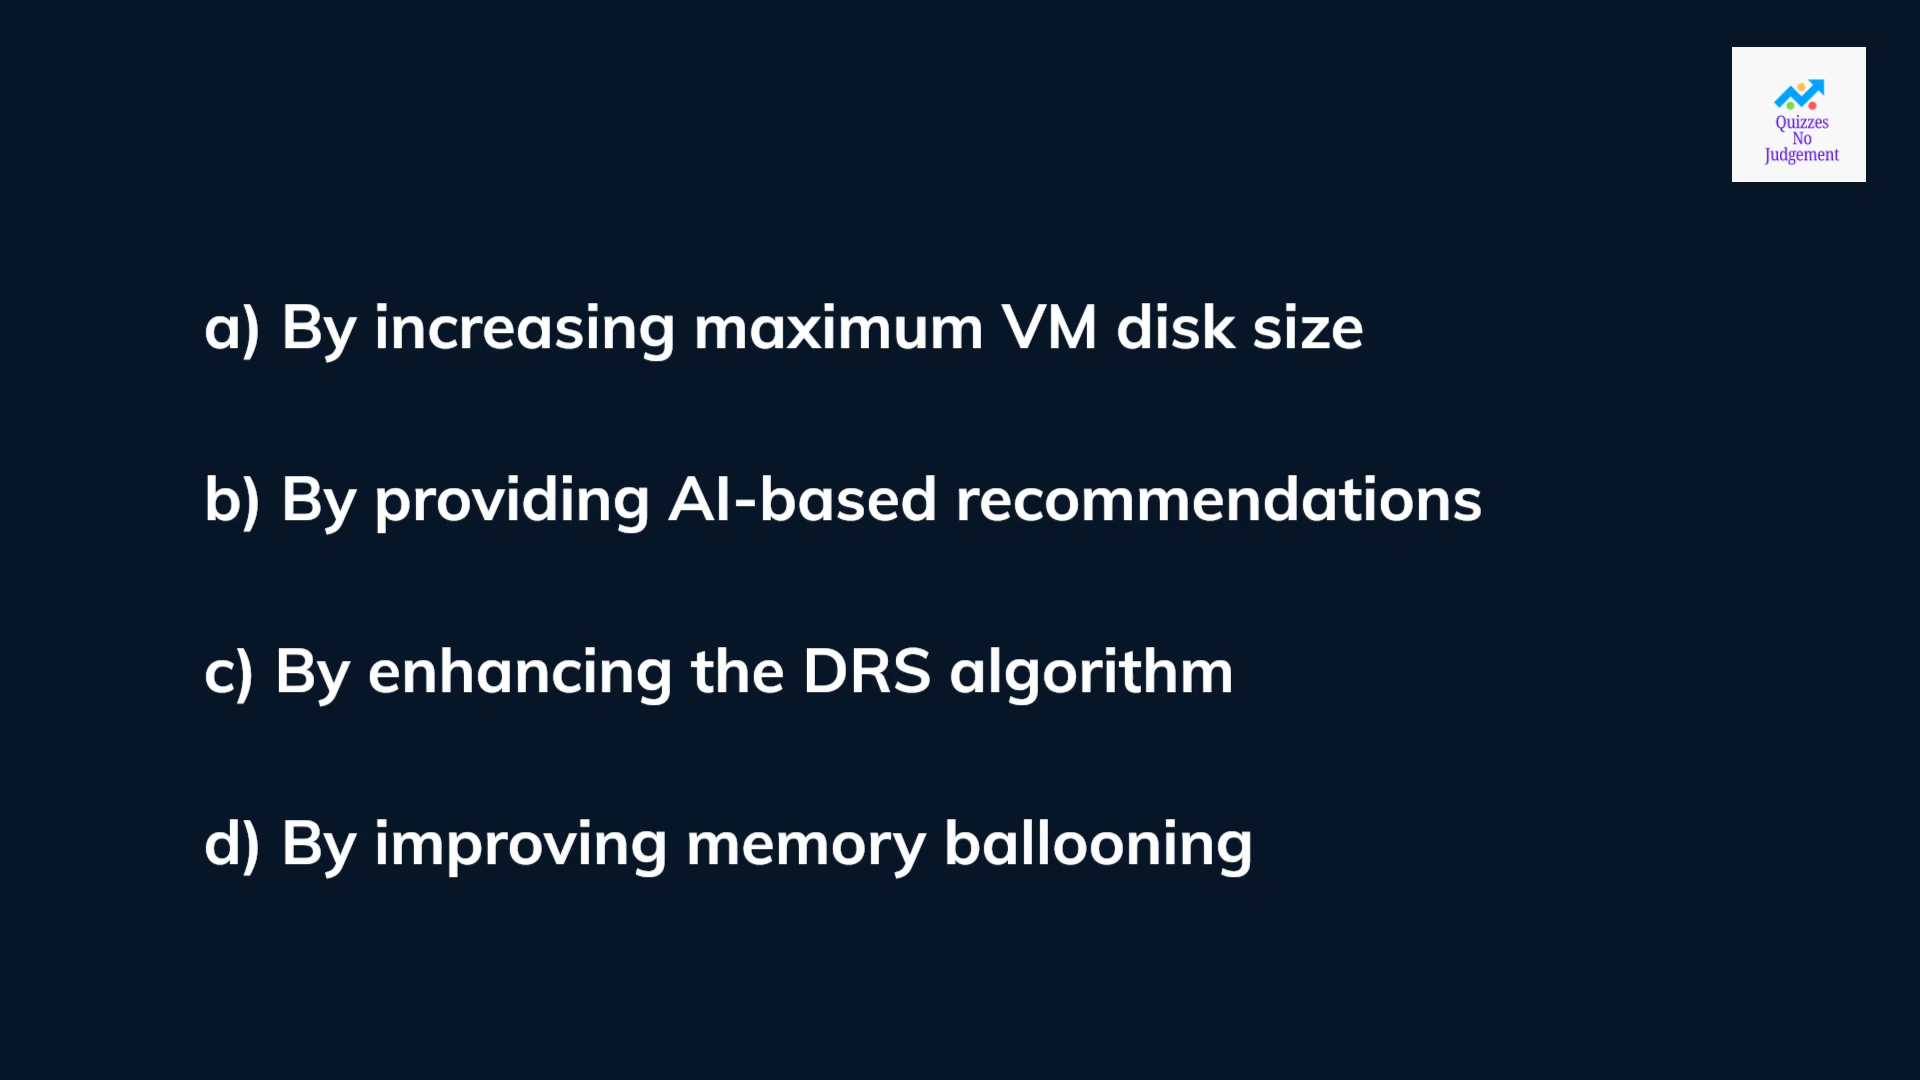 Quizzes
No
Judgement
a) By increasing maximum VM disk size
b) By providing AI-based recommendations
c) By enhancing the DRS algorithm
d) By improving memory ballooning